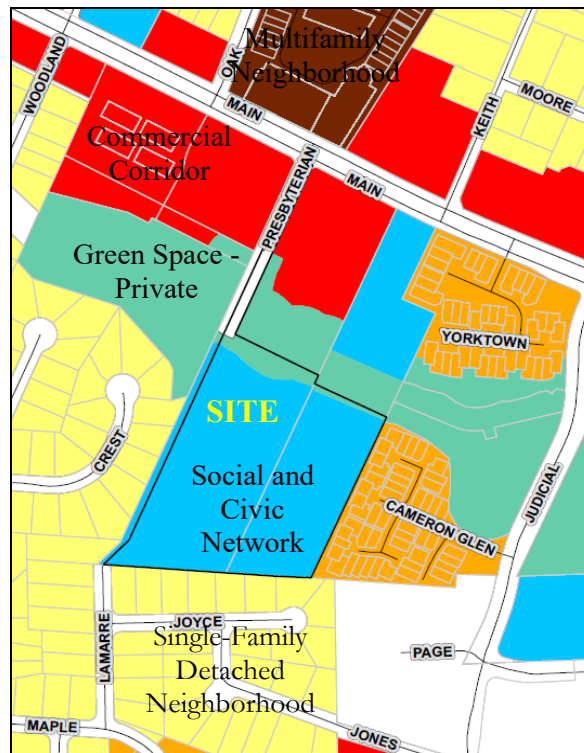 WOODLAND
OAK
Multifamily
Neighborhood
MAIN
KEITH
MOORE
Commercial
Corridor
PRESBYTERIAN
MAIN
Green Space -
Private
YORKTOWN
SITE
CREST
Social and
Civic
Network
CAMERON GLEN
JUDICIAL
LAMARRE
JOYCE
Single-Family
Detached
Neighborhood
PAGE
MAPLE
JONES